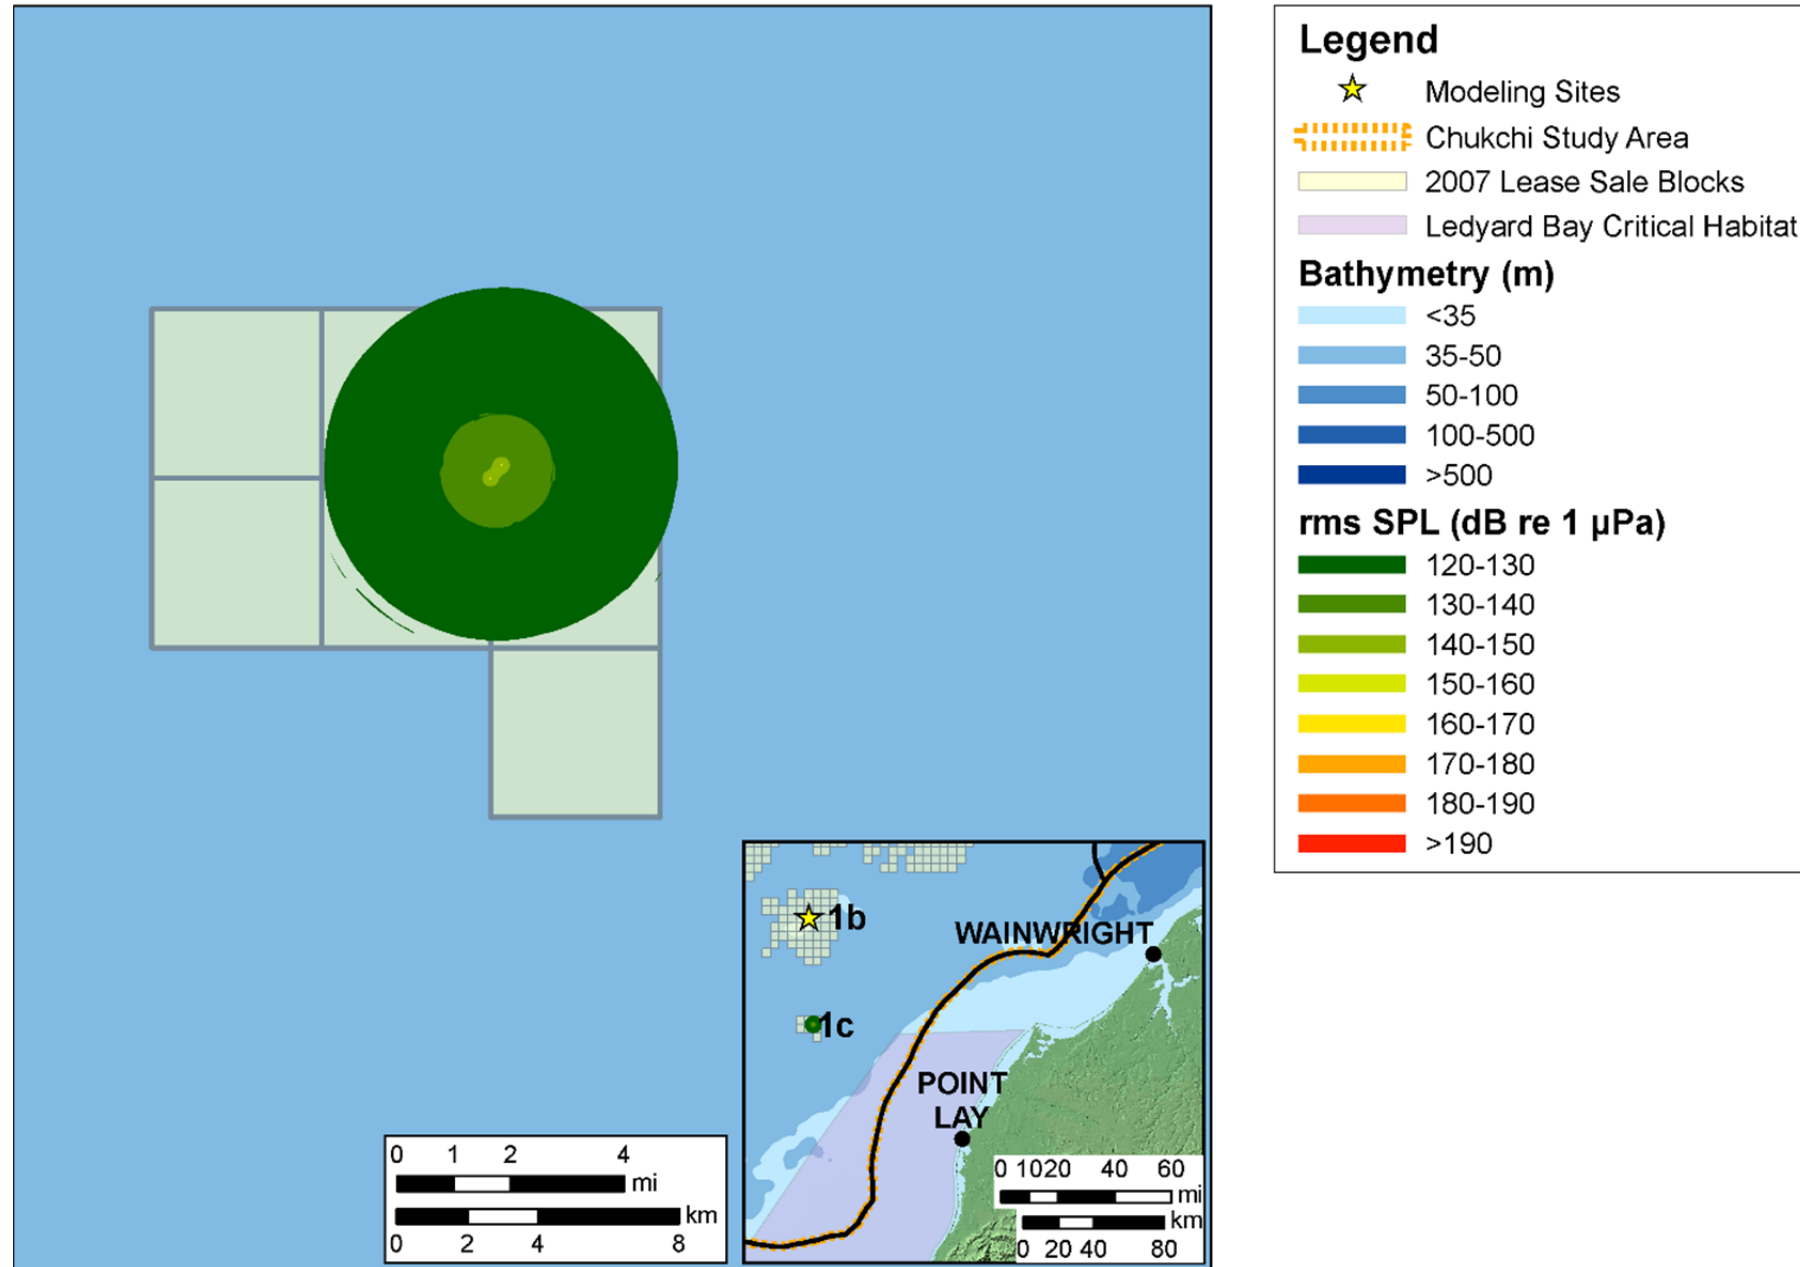 Legend
Modeling Sites
Chukchi Study Area
2007 Lease Sale Blocks
Ledyard Bay Critical Habitat
Bathymetry (m)
<35
35-50
50-100
100-500
>500
rms SPL (dB re 1 µPa)
120-130
130-140
140-150
150-160
160-170
170-180
180-190
>190
1b
WAINWRIGHT
1c
POINT
LAY
0 1 2 4
mi
km
0 2 4 8
0 10 20 40 60
mi
km
0 20 40 80